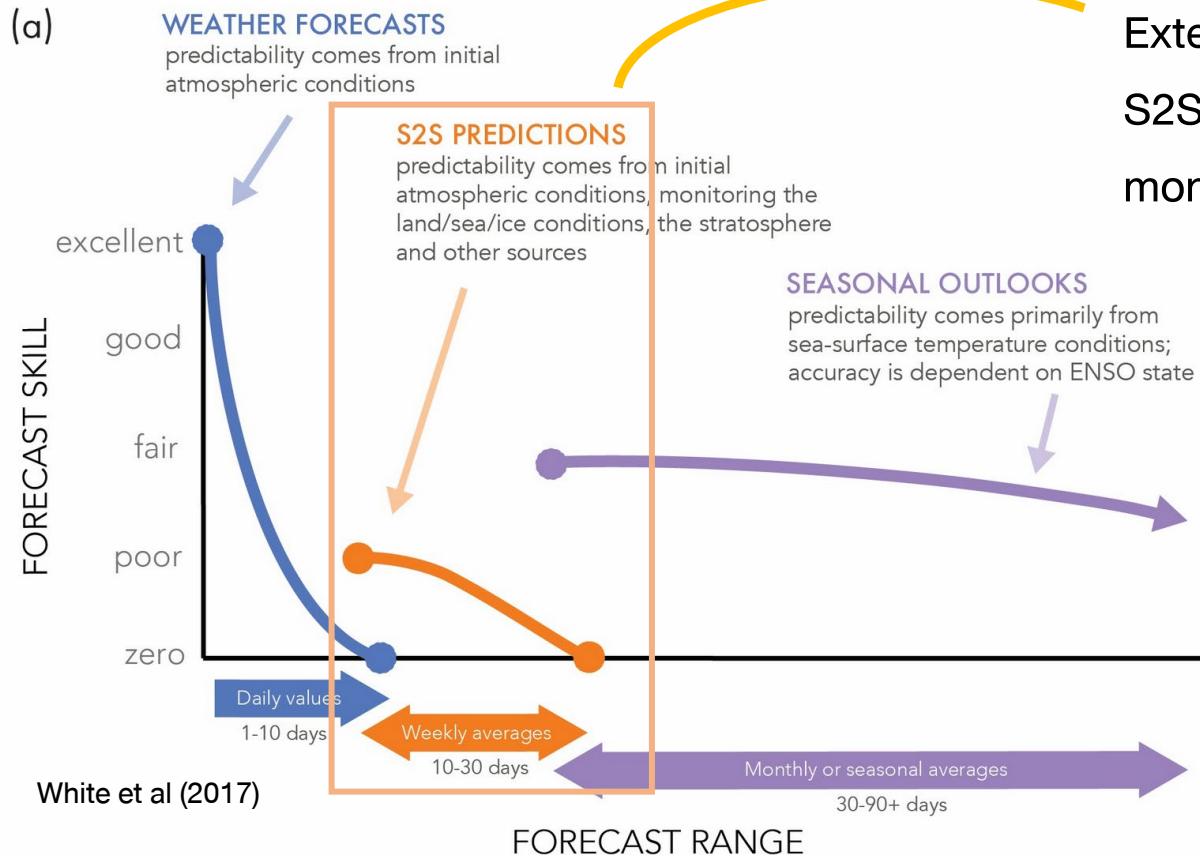 (a)
WEATHER FORECASTS
predictability comes from initial
atmospheric conditions
S2S PREDICTIONS
predictability comes from initial
atmospheric conditions, monitoring the
land/sea/ice conditions, the stratosphere
and other sources
SEASONAL OUTLOOKS
predictability comes primarily from
sea-surface temperature conditions;
accuracy is dependent on ENSO state
Exte
S2S
mon
FORECAST SKILL
excellent
good
fair
poor
zero
Daily values
1-10 days
Weekly averages
10-30 days
Monthly or seasonal averages
30-90+ days
White et al (2017)
FORECAST RANGE